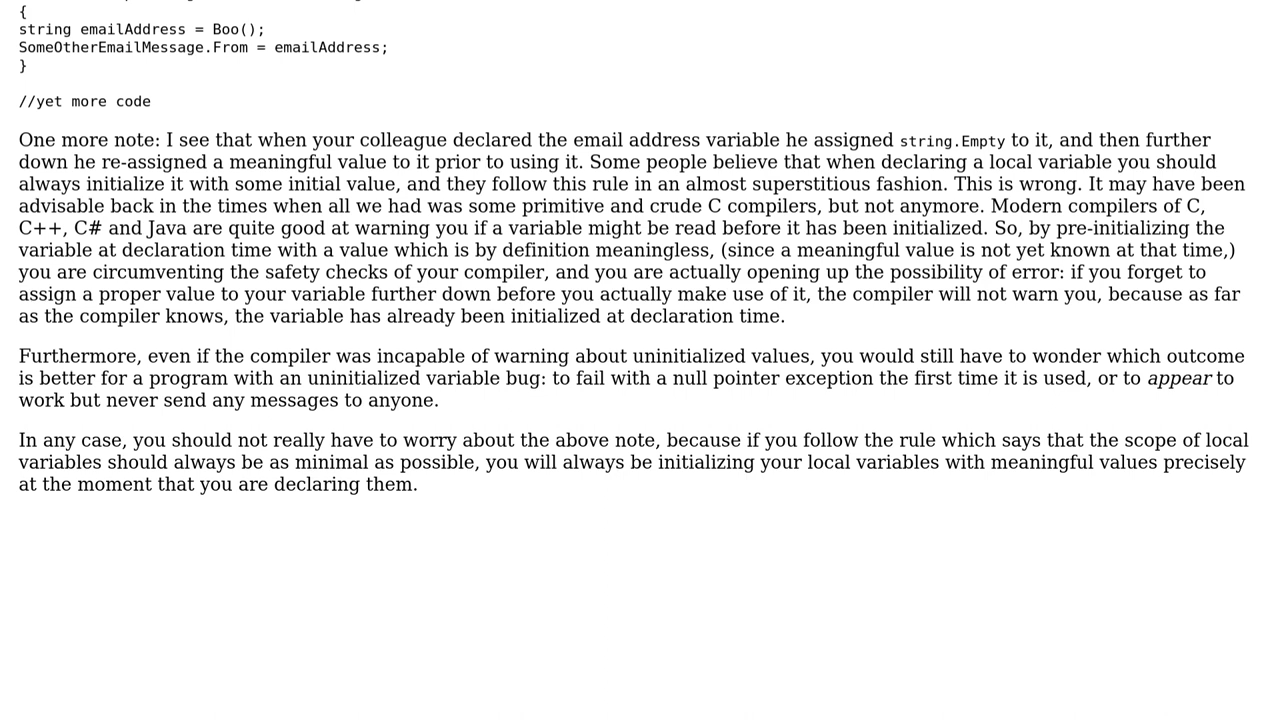 {
string emailAddress = Boo();
SomeOtherEmailMessage.From = emailAddress;
}
//yet more code
One more note: I see that when your colleague declared the email address variable he assigned string.Empty to it, and then further
down he re-assigned a meaningful value to it prior to using it. Some people believe that when declaring a local variable you should
always initialize it with some initial value, and they follow this rule in an almost superstitious fashion. This is wrong. It may have been
advisable back in the times when all we had was some primitive and crude C compilers, but not anymore. Modern compilers of C,
C++, C# and Java are quite good at warning you if a variable might be read before it has been initialized. So, by pre-initializing the
variable at declaration time with a value which is by definition meaningless, (since a meaningful value is not yet known at that time,)
you are circumventing the safety checks of your compiler, and you are actually opening up the possibility of error: if you forget to
assign a proper value to your variable further down before you actually make use of it, the compiler will not warn you, because as far
as the compiler knows, the variable has already been initialized at declaration time.
Furthermore, even if the compiler was incapable of warning about uninitialized values, you would still have to wonder which outcome
is better for a program with an uninitialized variable bug: to fail with a null pointer exception the first time it is used, or to appear to
work but never send any messages to anyone.
In any case, you should not really have to worry about the above note, because if you follow the rule which says that the scope of local
variables should always be as minimal as possible, you will always be initializing your local variables with meaningful values precisely
at the moment that you are declaring them.